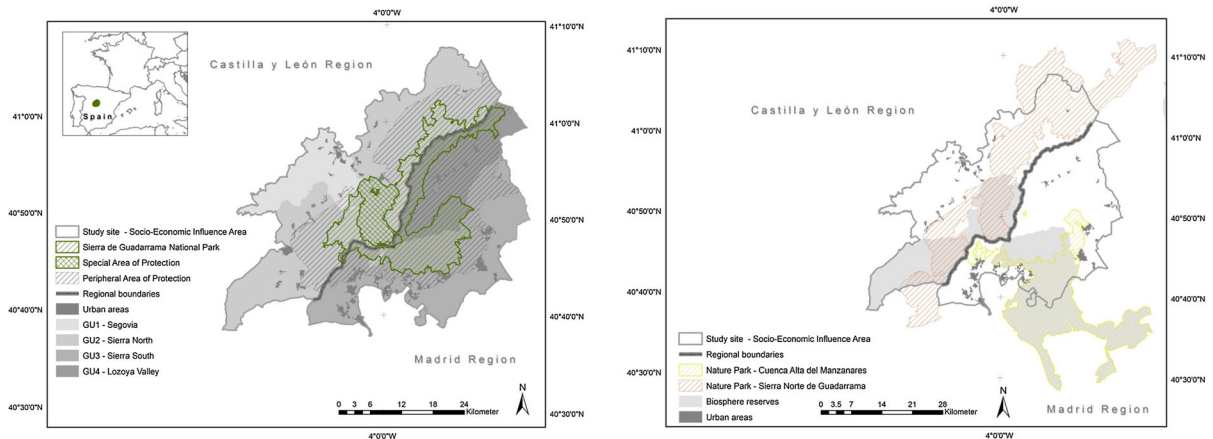 4°0'0"W
41°10'0"N
Castilla y León Region
Spain
41°0'0"N
41°0'0"N
40°50'0"N
40°50'0"N
Study site - Socio-Economic Influence Area
Sierra de Guadarrama National Park
Special Area of Protection
Peripheral Area of Protection
Regional boundaries
Urban areas
GU1 - Segovia
GU2 - Sierra North
GU3 - Sierra South
GU4 - Lozoya Valley
40°40'0"N
40°40'0"N
Madrid Region
N
0 3 6 12 18 24
Kilometer
40°30'0"N
40°30'0"N
4°0'0"W
4°0'0"W
41°10'0"N
41°10'0"N
Castilla y León Region
41°0'0"N
41°0'0"N
40°50'0"N
40°50'0"N
40°40'0"N
40°40'0"N
Study site - Socio-Economic Influence Area
Regional boundaries
Nature Park - Cuenca Alta del Manzanares
Nature Park - Sierra Norte de Guadarrama
Biosphere reserves
Urban areas
40°30'0"N
40°30'0"N
N
0 3.5 7 14 21 28
Kilometer
Madrid Region
4°0'0"W